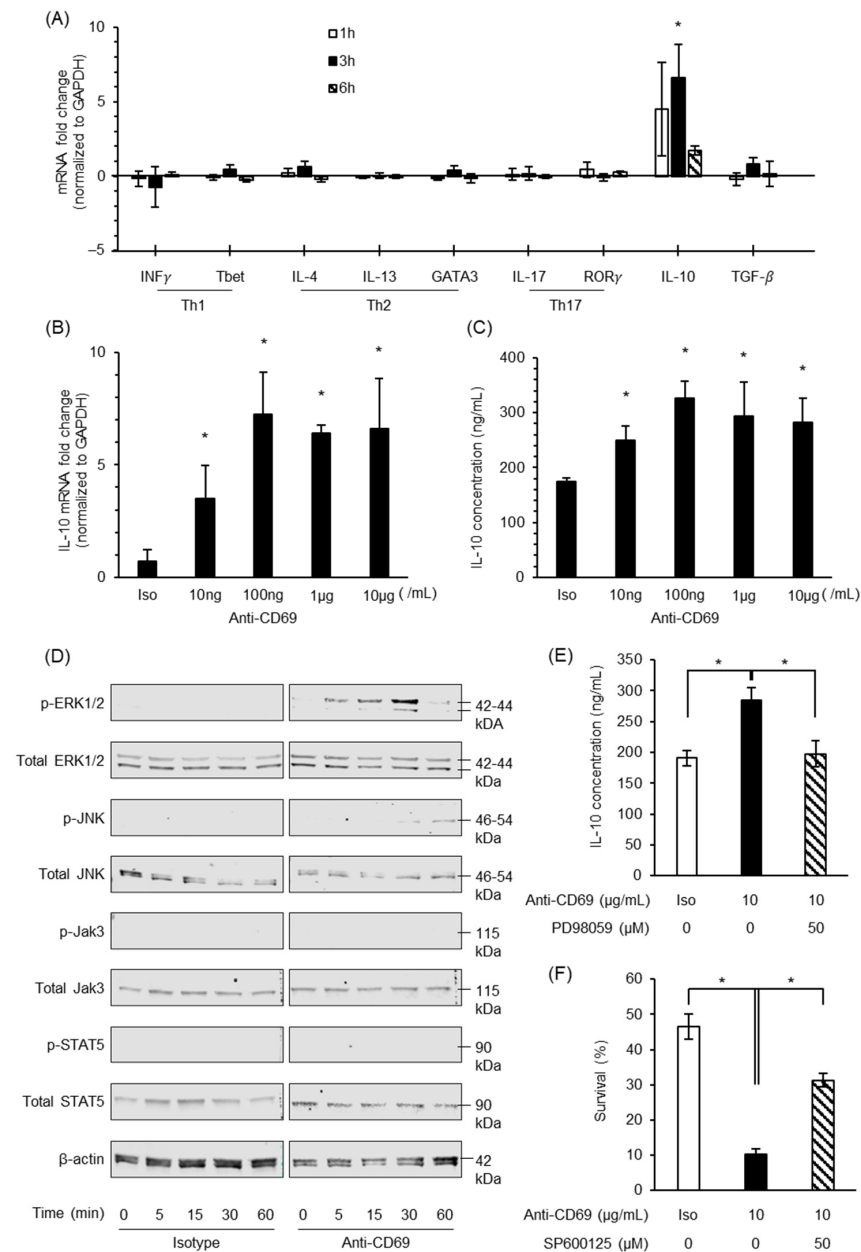 (A)
mRNA fold change
(normalized to GAPDH)
10
5
0
–5
1h
3h
6h
*
INFγ Tbet IL-4 IL-13 GATA3 IL-17 RORγ IL-10 TGF-β
Th1 Th2 Th17
(B)
IL-10 mRNA fold change
(normalized to GAPDH)
10
5
0
* * * *
Iso 10ng 100ng 1µg 10µg (/mL)
Anti-CD69
(C)
IL-10 concentration (ng/mL)
400
300
200
100
0
* * * *
Iso 10ng 100ng 1µg 10µg (/mL)
Anti-CD69
(D)
p-ERK1/2 42-44
kDA
Total ERK1/2 42-44
kDa
p-JNK 46-54
kDa
Total JNK 46-54
kDa
p-Jak3 115
kDa
Total Jak3 115
kDa
p-STAT5 90
kDa
Total STAT5 90
kDa
β-actin 42
kDa
Time (min) 0 5 15 30 60 0 5 15 30 60
Isotype Anti-CD69
(E)
IL-10 concentration (ng/mL)
350
300
250
200
150
100
50
0
* *
Anti-CD69 (µg/mL) Iso 10 10
PD98059 (µM) 0 0 50
(F)
Survival (%)
60
50
40
30
20
10
0
* *
Anti-CD69 (µg/mL) Iso 10 10
SP600125 (µM) 0 0 50